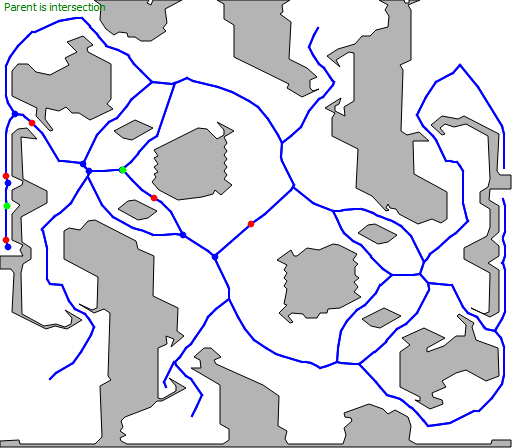 Parent is intersection